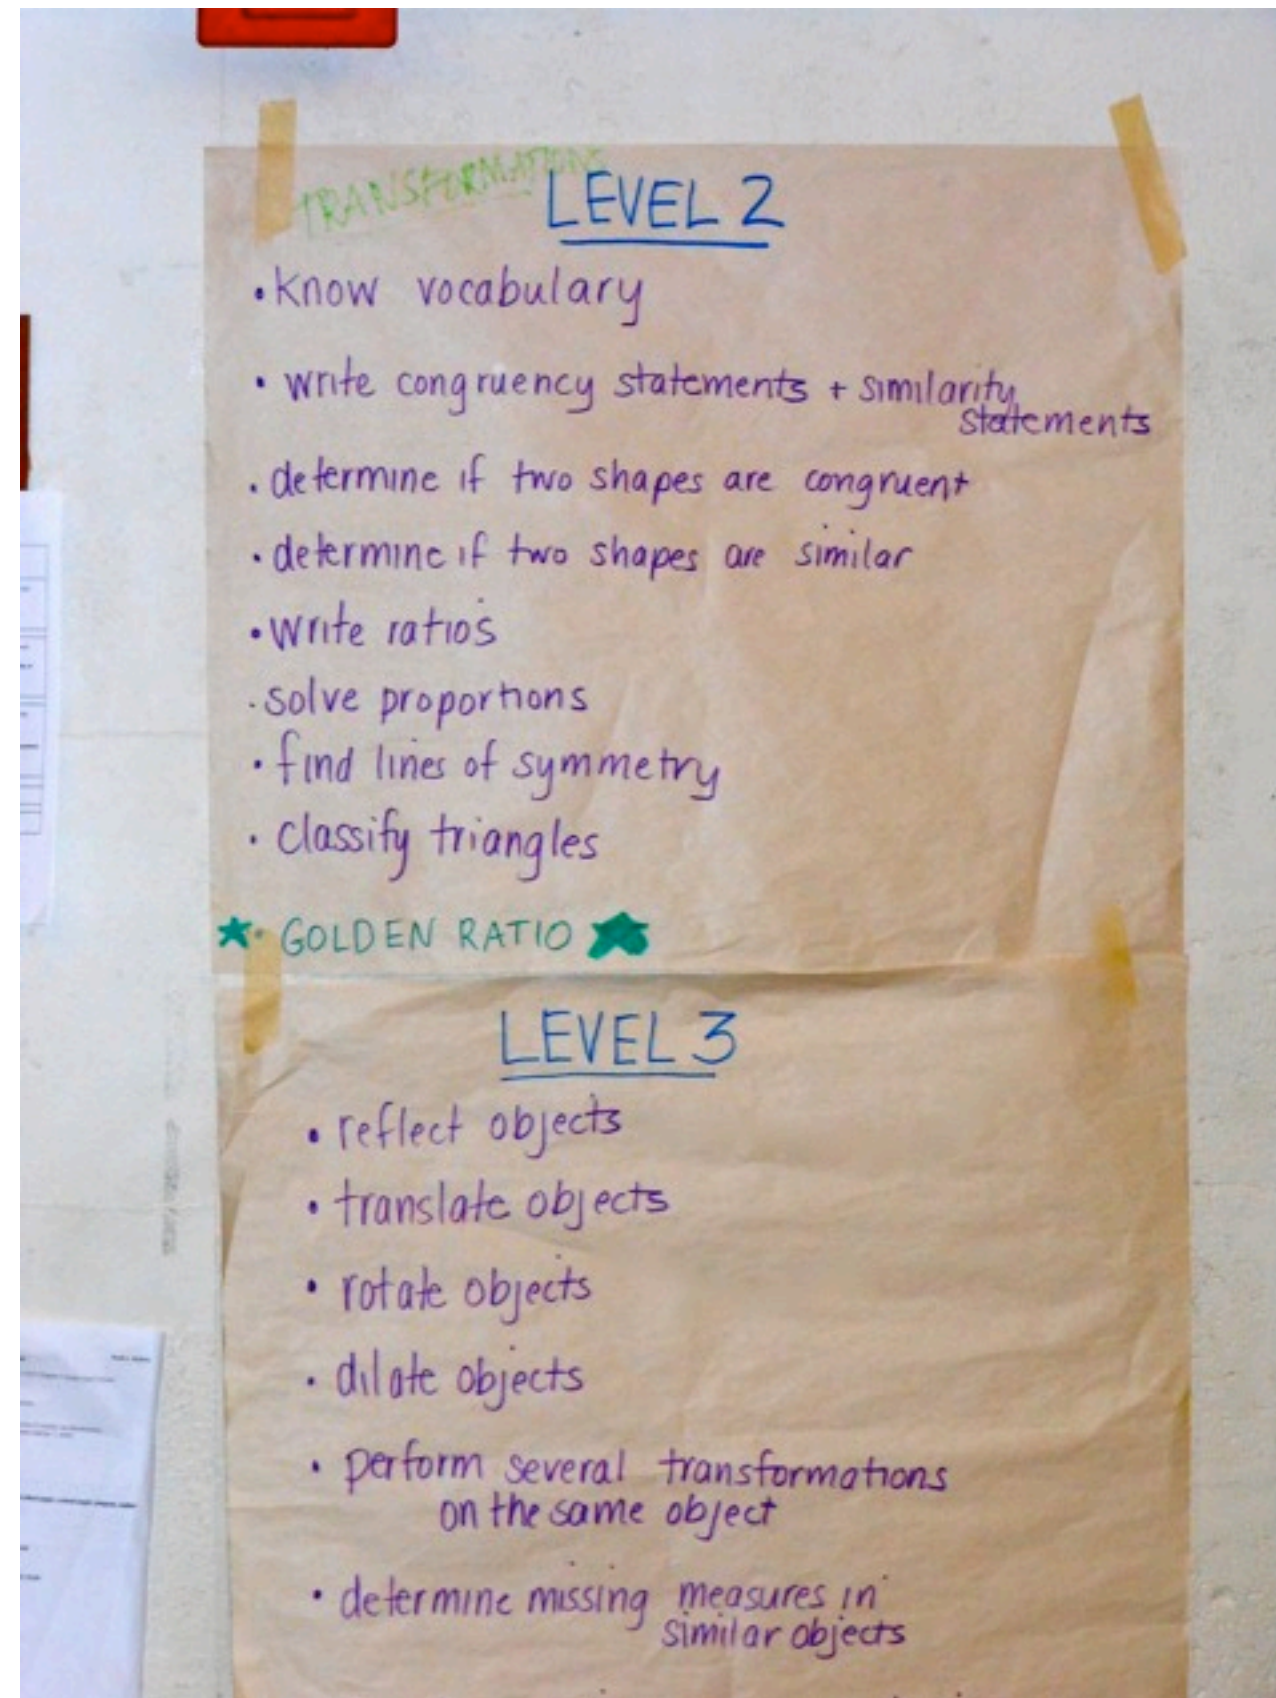 TRANSFORMATIONS
LEVEL 2
• Know vocabulary
• write congruency statements + similarity
statements
• determine if two shapes are congruent
• determine if two shapes are similar
• write ratios
• solve proportions
• find lines of symmetry
• classify triangles
★ • GOLDEN RATIO ★
LEVEL 3
• reflect objects
• translate objects
• rotate objects
• dilate objects
• perform several transformations
on the same object
• determine missing measures in
similar objects